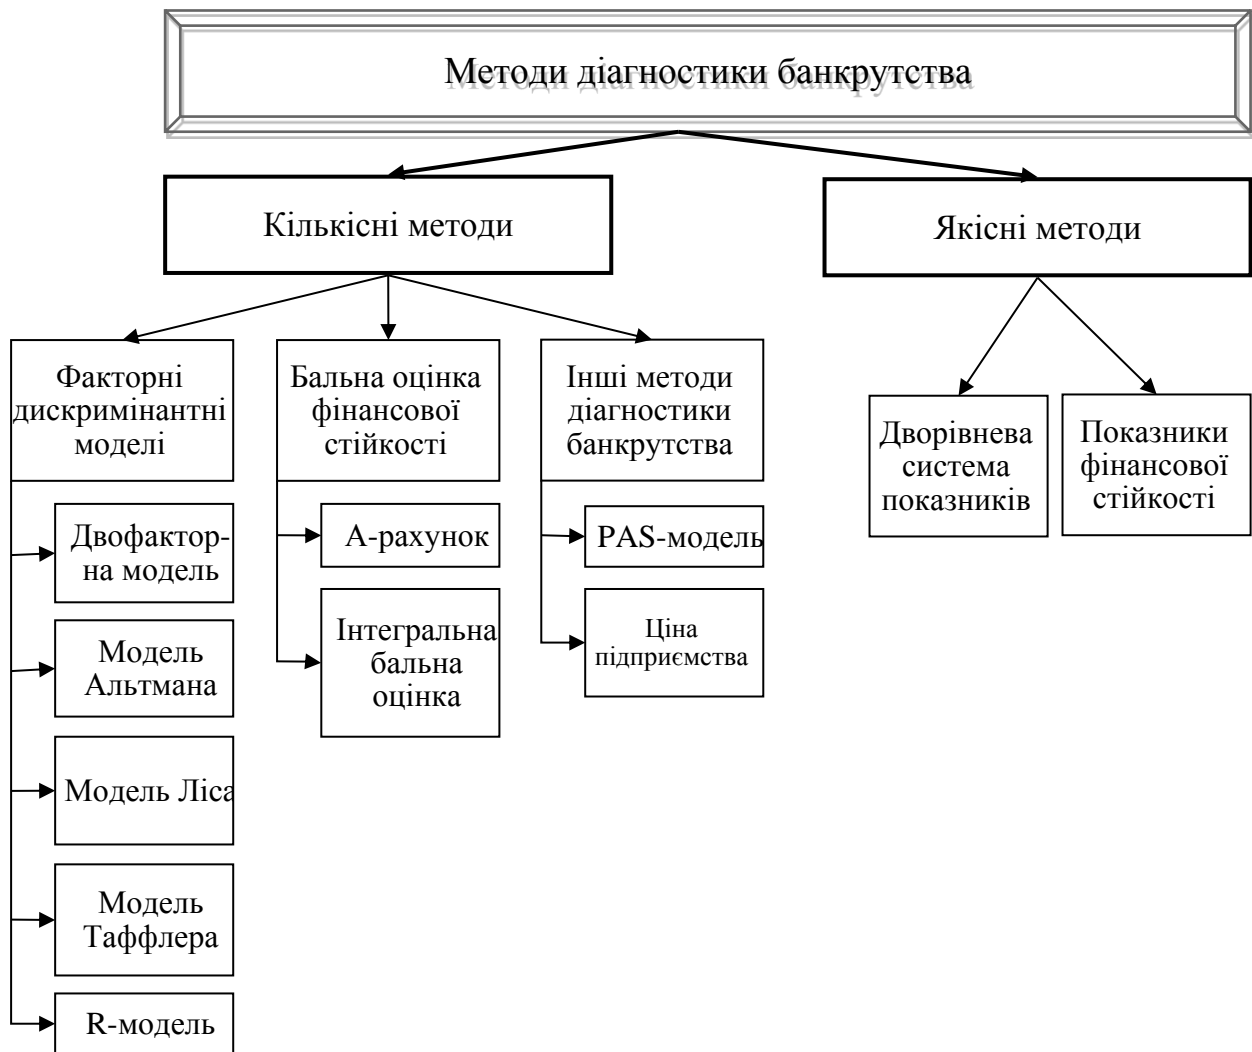 Методи діагностики банкрутства
Кількісні методи
Якісні методи
Факторні
дискримінантні
моделі
Бальна оцінка
фінансової
стійкості
Інші методи
діагностики
банкрутства
Дворівнева
система
показників
Показники
фінансової
стійкості
Двофактор-
на модель
Модель
Альтмана
Модель Ліса
Модель
Таффлера
R-модель
А-рахунок
Інтегральна
бальна
оцінка
PAS-модель
Ціна
підприємства